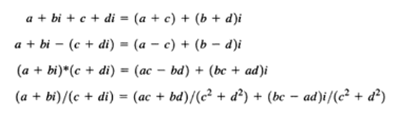 a + bi + c + di = (a + c) + (b + d)i
a + bi − (c + di) = (a − c) + (b − d)i
(a + bi)*(c + di) = (ac − bd) + (bc + ad)i
(a + bi)/(c + di) = (ac + bd)/(c² + d²) + (bc − ad)i/(c² + d²)